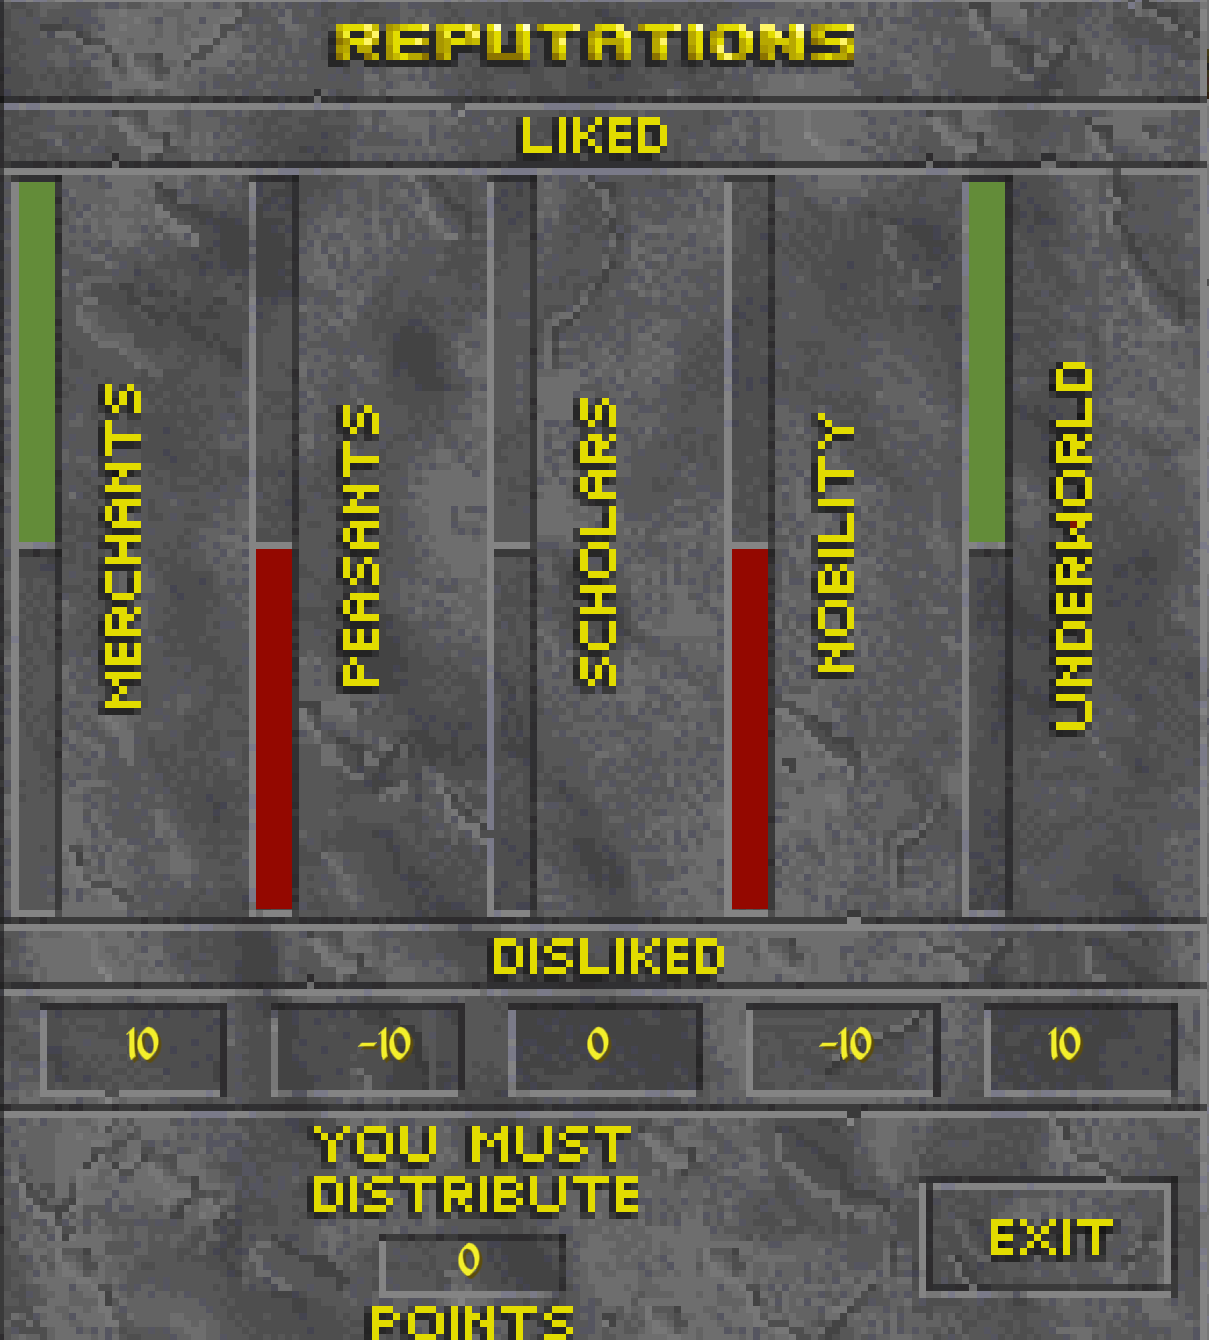 REPUTATIONS
LIKED
MERCHANTS
PEASANTS
SCHOLARS
NOBILITY
UNDERWORLD
DISLIKED
10 -10 0 -10 10
YOU MUST
DISTRIBUTE
0
POINTS
EXIT